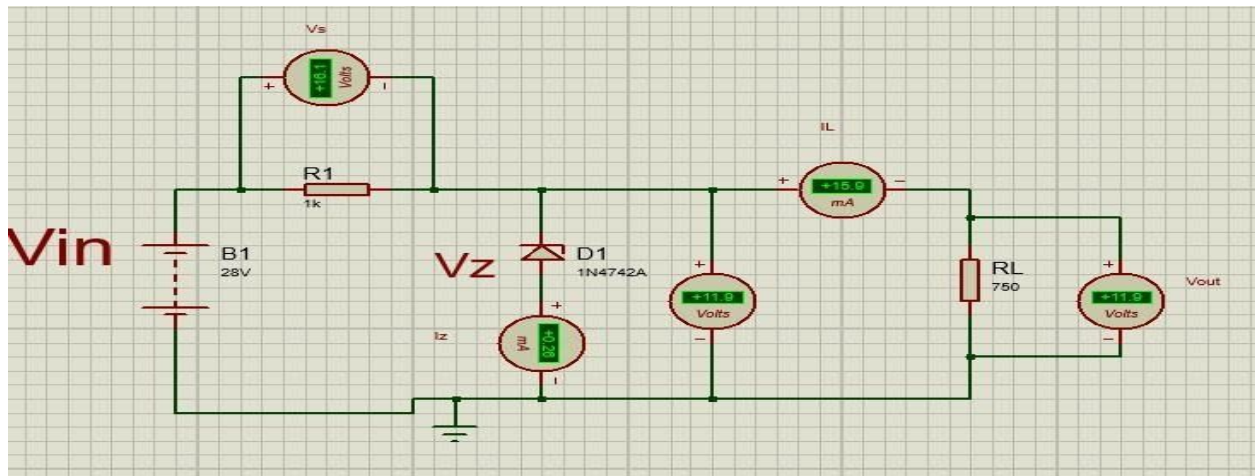 Vs
+16.1
Volts
+
-
R1
1k
IL
+
+15.9
mA
-
Vin
B1
28V
Vz
D1
1N4742A
+
Iz
+0.26
mA
-
+
+11.9
Volts
-
RL
750
+
+11.9
Volts
-
Vout